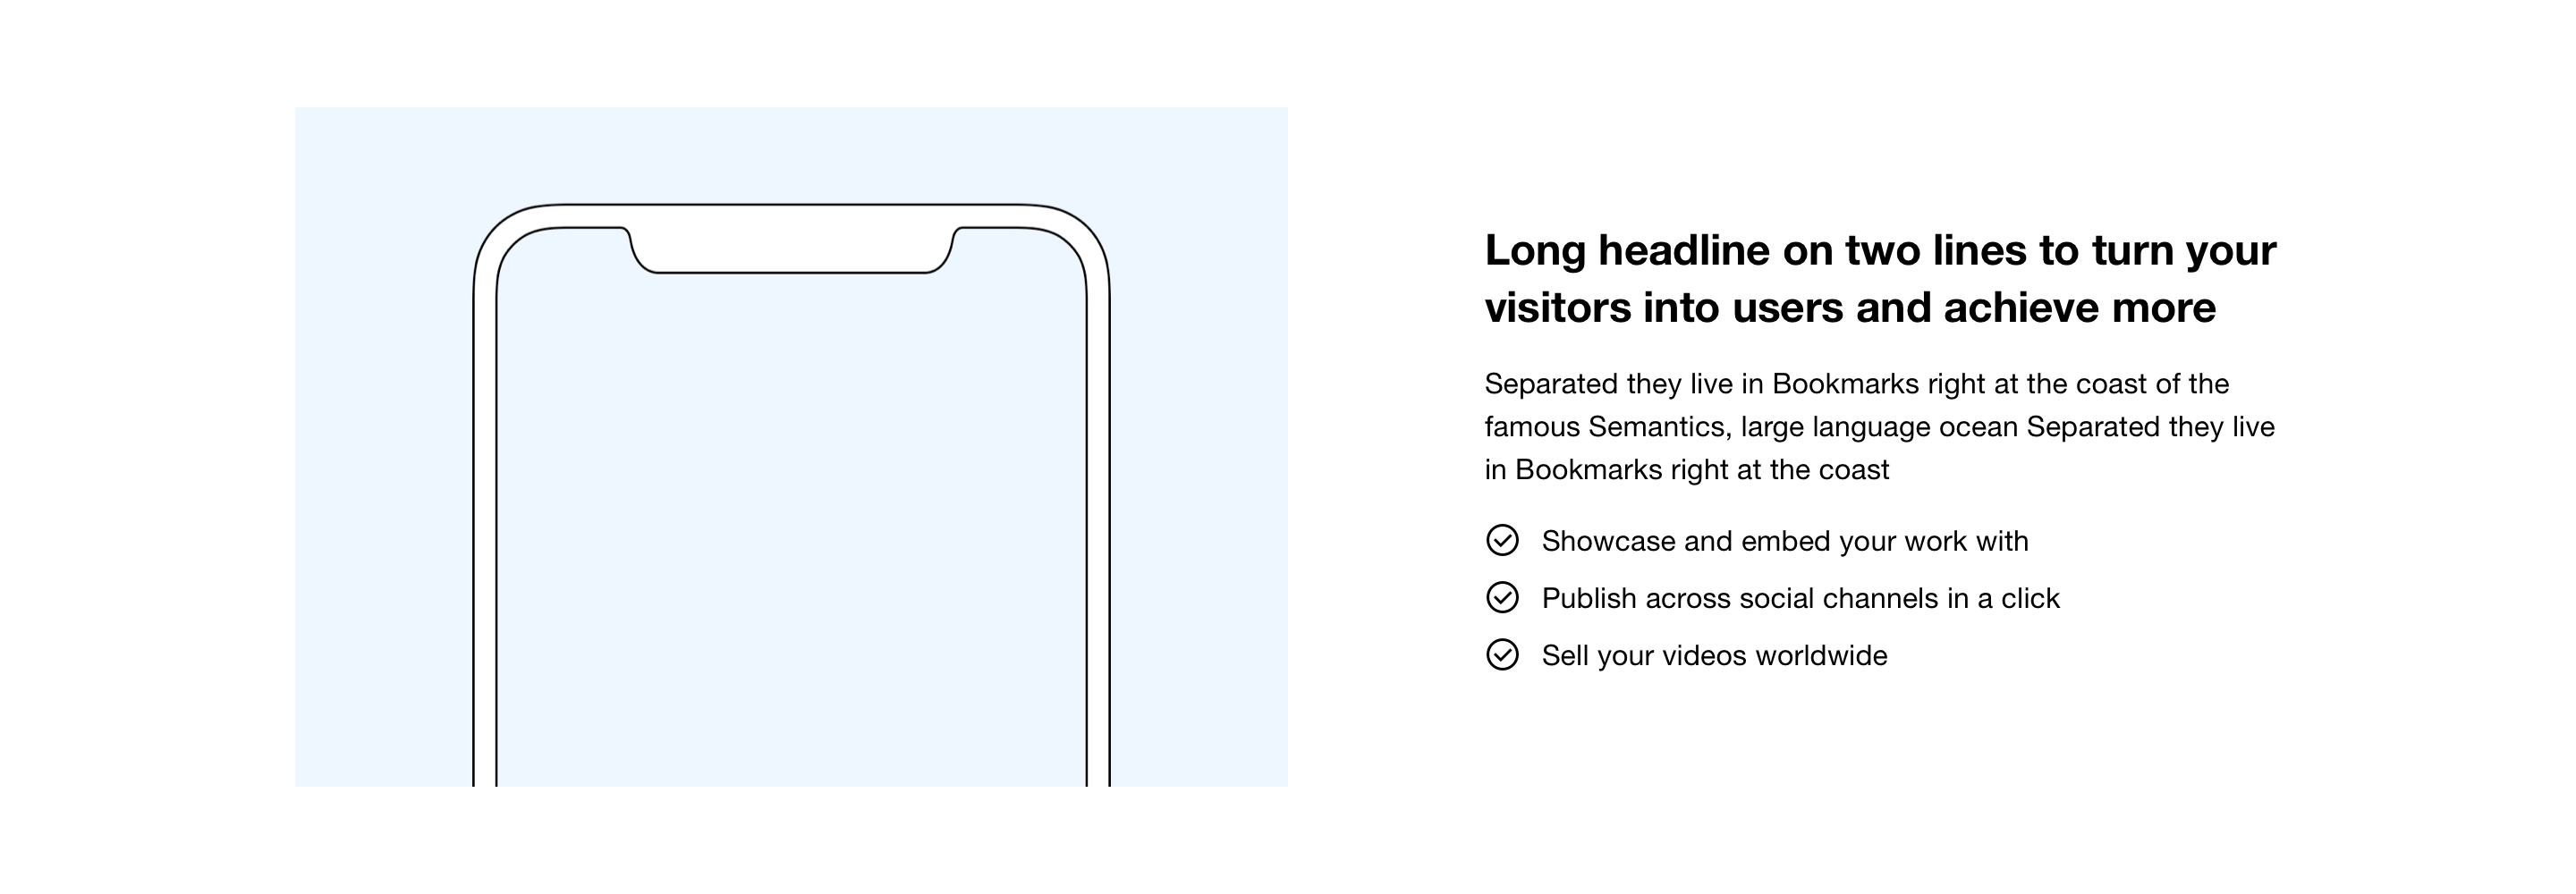 Long headline on two lines to turn your
visitors into users and achieve more
Separated they live in Bookmarks right at the coast of the
famous Semantics, large language ocean Separated they live
in Bookmarks right at the coast
Showcase and embed your work with
Publish across social channels in a click
Sell your videos worldwide